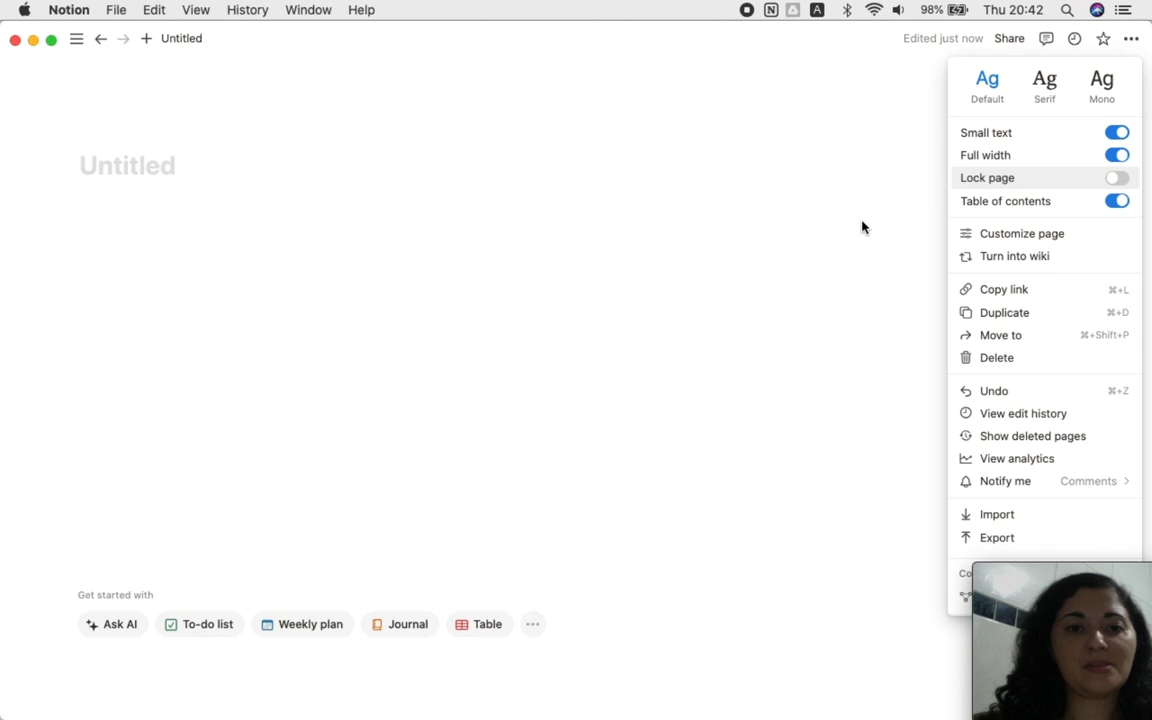 Notion File Edit View History Window Help
A 98% Thu 20:42
Untitled
Edited just now Share
Untitled
Ag Ag Ag
Default Serif Mono
Small text
Full width
Lock page
Table of contents
Customize page
Turn into wiki
Copy link ⌘+L
Duplicate ⌘+D
Move to ⌘+Shift+P
Delete
Undo ⌘+Z
View edit history
Show deleted pages
View analytics
Notify me Comments
Import
Export
Co
Get started with
Ask AI To-do list Weekly plan Journal Table